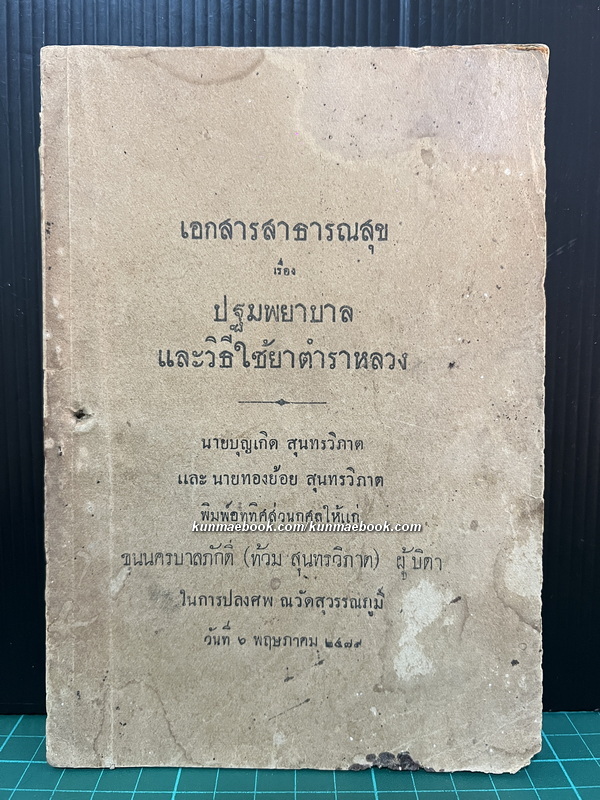 เอกสารสาธารณสุข
เรื่อง
ปฐมพยาบาล
และวิธีใช้ยาตำราหลวง
นายบุญเกิด สุนทรวิภาต
และ นายทองย้อย สุนทรวิภาต
พิมพ์อุททิศส่วนกุศลให้แก่
kunmaebook.com/kunmaebook.com
ขุนนครบาลภักดิ์ (ท้วม สุนทรวิภาต) ผู้บิดา
ในการปลงศพ ณวัดสุวรรณภูมิ
วันที่ ๖ พฤษภาคม ๒๔๗๙